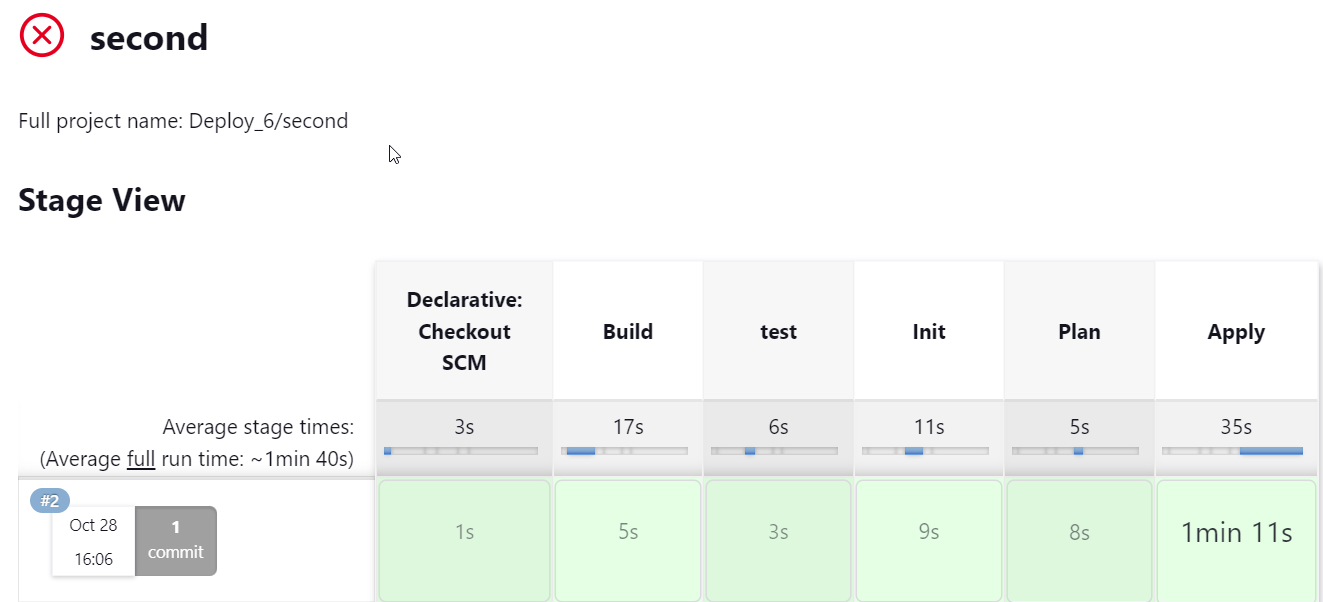 second
Full project name: Deploy_6/second
Stage View
Declarative:
Checkout
SCM
Build
test
Init
Plan
Apply
Average stage times:
(Average full run time: ~1min 40s)
3s
17s
6s
11s
5s
35s
#2
Oct 28
16:06
1
commit
1s
5s
3s
9s
8s
1min 11s